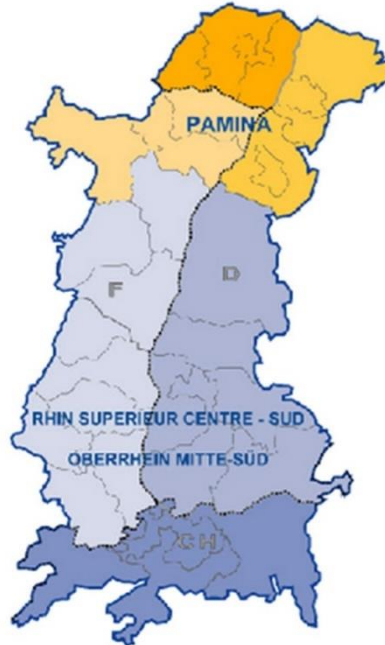 PAMINA
F
D
RHIN SUPERIEUR CENTRE - SUD
OBERRHEIN MITTE-SÜD
CH